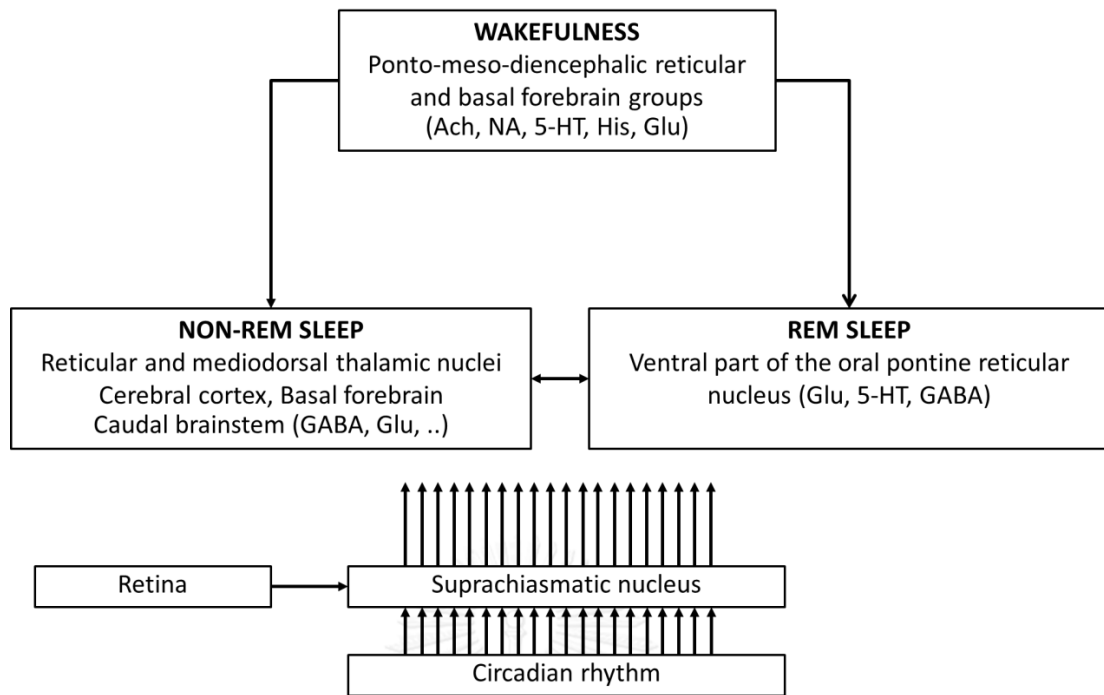 WAKEFULNESS
Ponto-meso-diencephalic reticular
and basal forebrain groups
(Ach, NA, 5-HT, His, Glu)
NON-REM SLEEP
Reticular and mediodorsal thalamic nuclei
Cerebral cortex, Basal forebrain
Caudal brainstem (GABA, Glu, ..)
REM SLEEP
Ventral part of the oral pontine reticular
nucleus (Glu, 5-HT, GABA)
Retina
Suprachiasmatic nucleus
Circadian rhythm